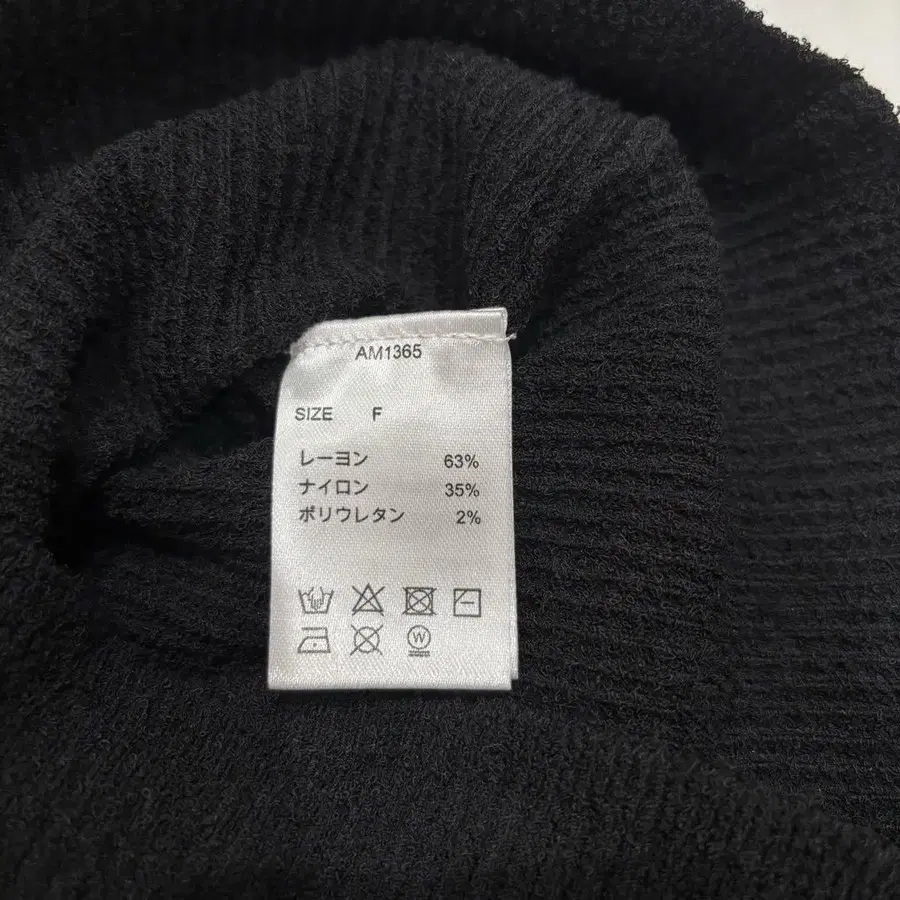 AM1365
SIZE F
レーヨン 63%
ナイロン 35%
ポリウレタン 2%
W